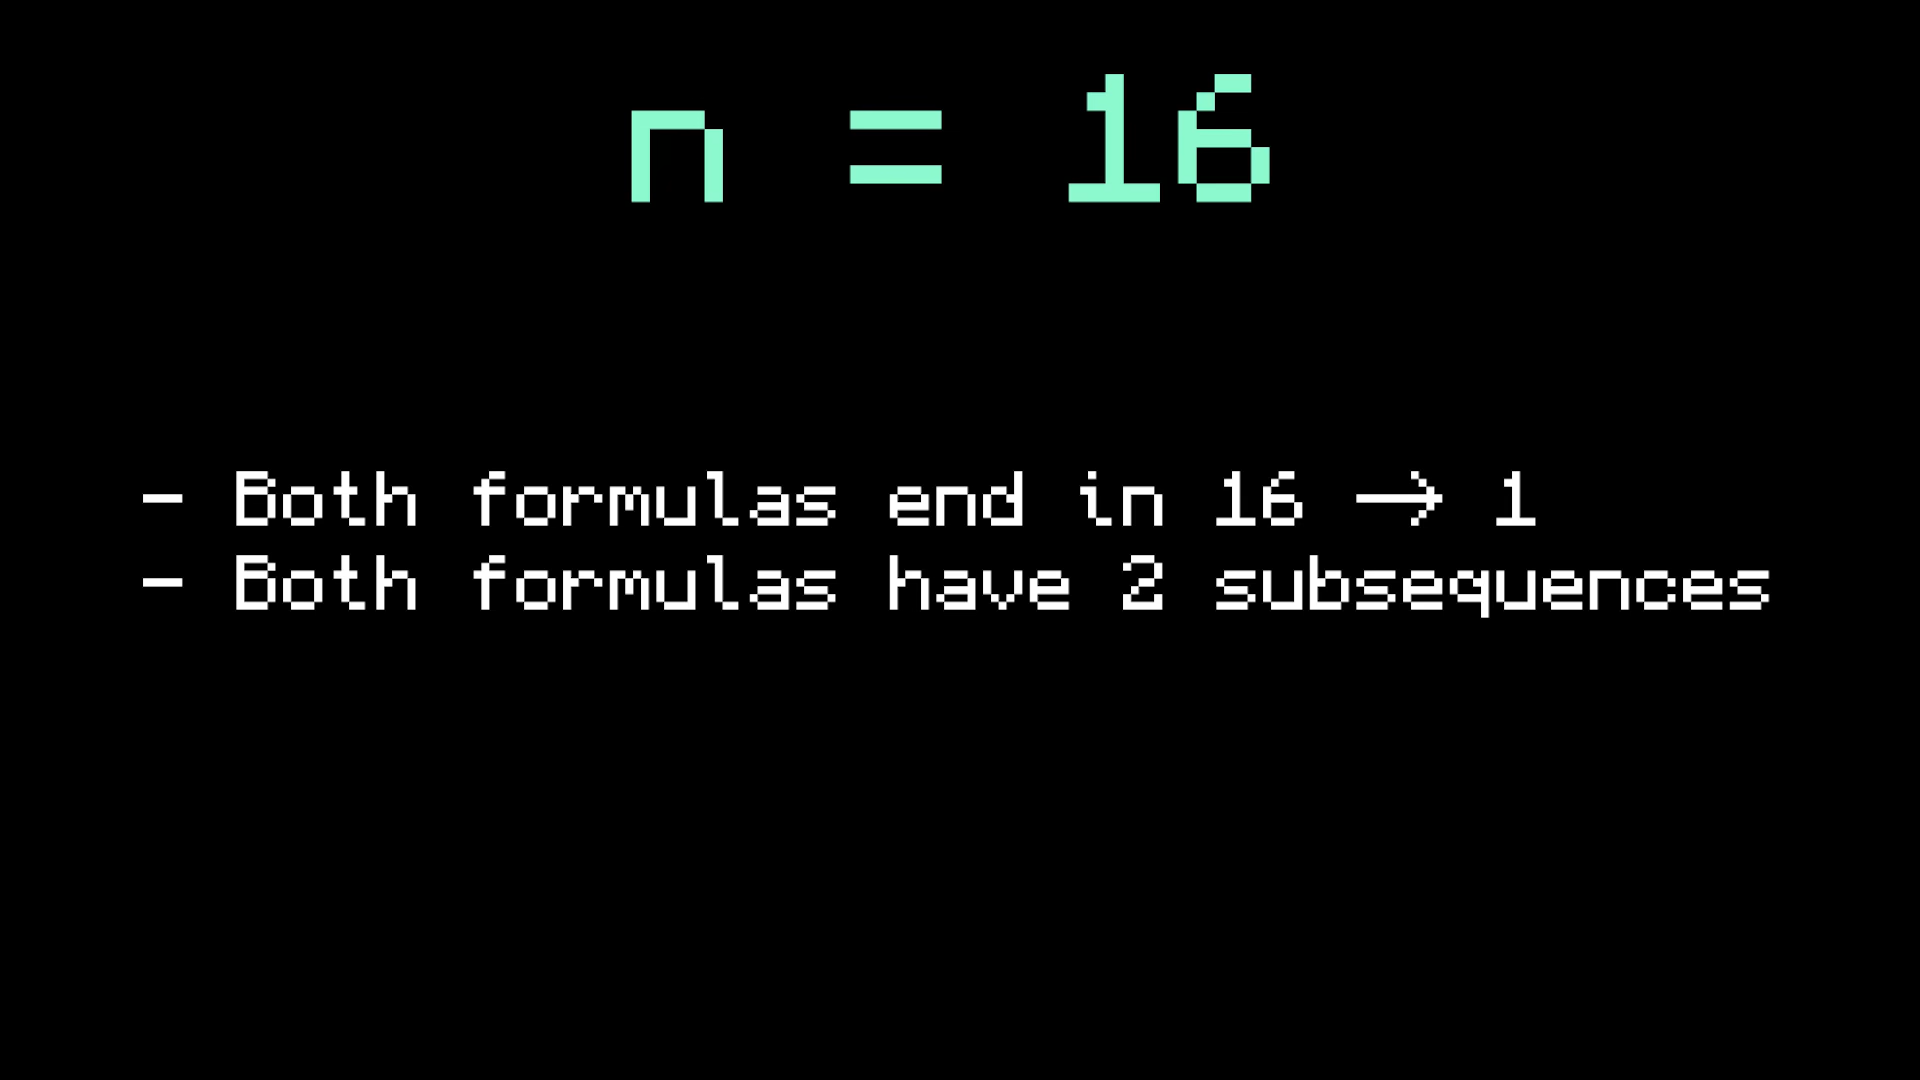 n = 16
- Both formulas end in 16 → 1
- Both formulas have 2 subsequences